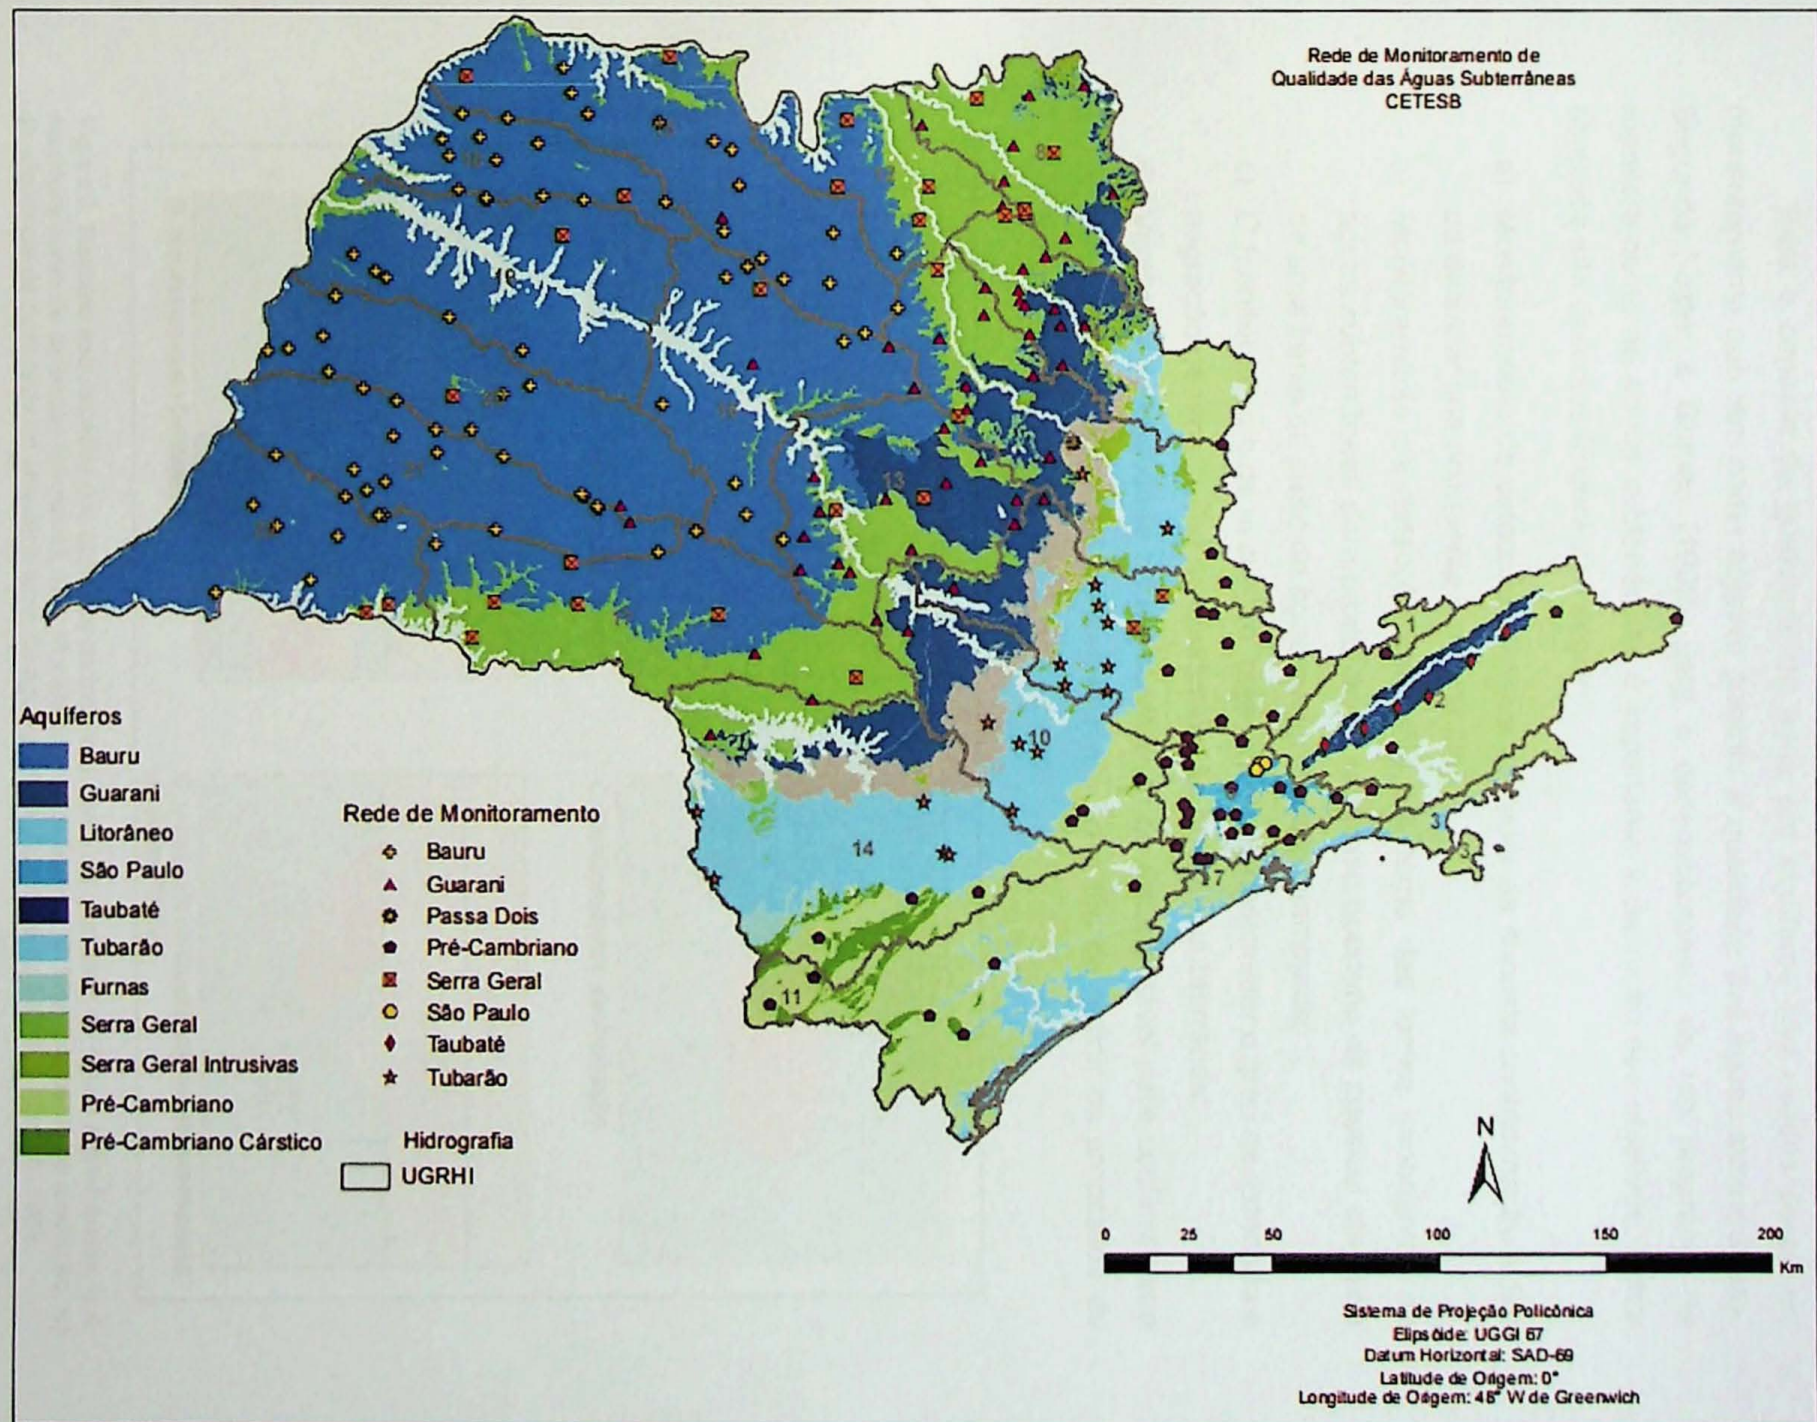 Rede de Monitoramento de
Qualidade das Águas Subterrâneas
CETESB
8
13
1
2
10
3
14
7
11
Aquíferos
Bauru
Guarani
Litorâneo
São Paulo
Taubaté
Tubarão
Furnas
Serra Geral
Serra Geral Intrusivas
Pré-Cambriano
Pré-Cambriano Cárstico
Rede de Monitoramento
Bauru
Guarani
Passa Dois
Pré-Cambriano
Serra Geral
São Paulo
Taubaté
Tubarão
Hidrografia
UGRHI
N
0 25 50 100 150 200
Km
Sistema de Projeção Policônica
Elipsóide: UGGI 67
Datum Horizontal: SAD-69
Latitude de Origem: 0°
Longitude de Origem: 48° W de Greenwich